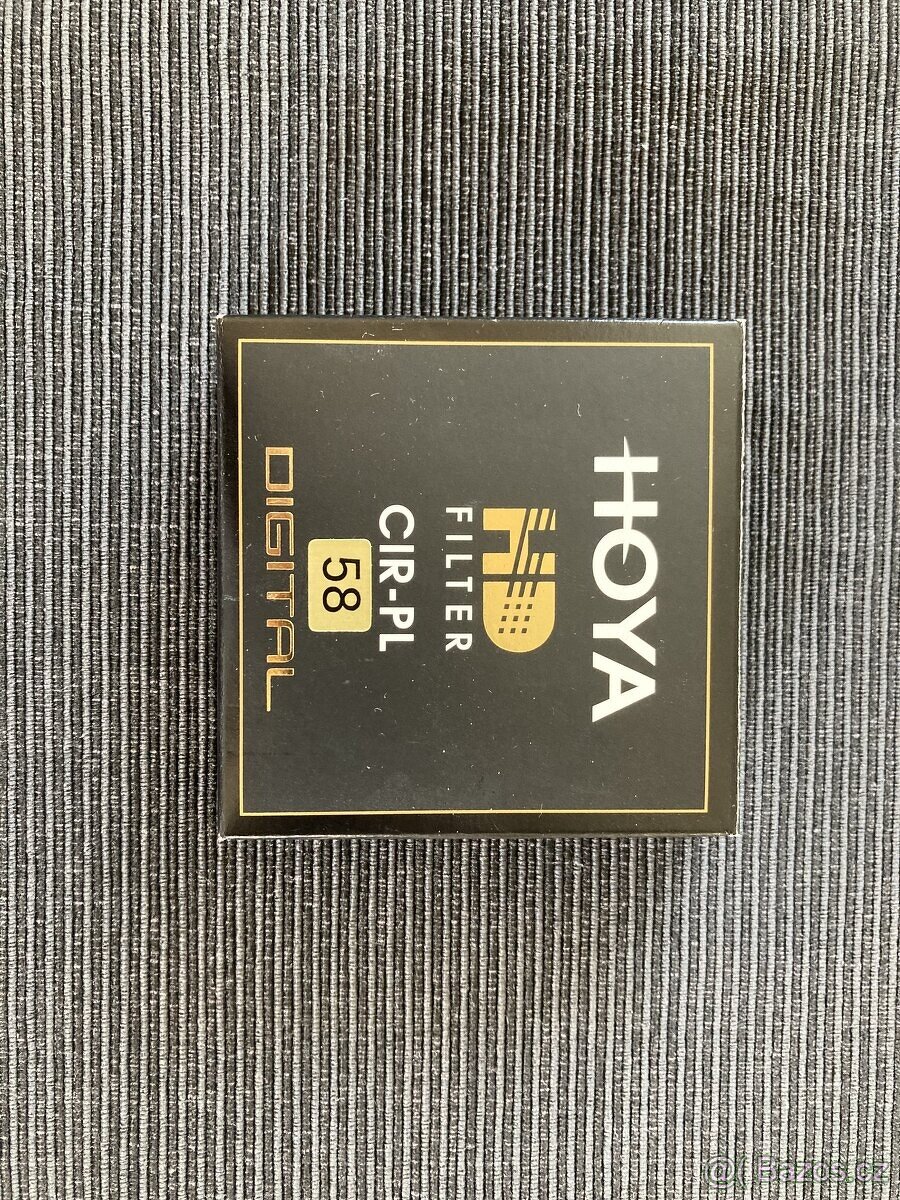 HOYA
HD
FILTER
CIR-PL
58
DIGITAL
@ Bazos.cz